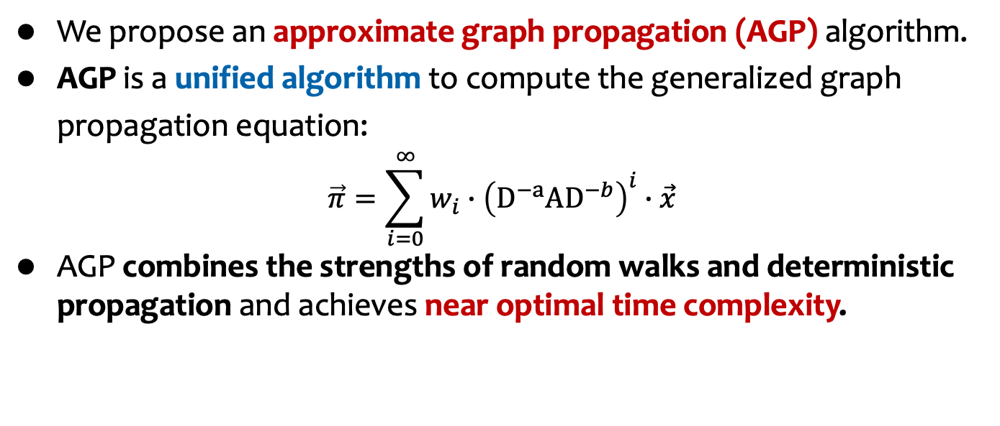 ● We propose an approximate graph propagation (AGP) algorithm.
● AGP is a unified algorithm to compute the generalized graph
propagation equation:
$\vec{\pi} = \sum_{i=0}^{\infty} w_i \cdot (\mathrm{D}^{-\mathrm{a}}\mathrm{A}\mathrm{D}^{-b})^i \cdot \vec{x}$
● AGP combines the strengths of random walks and deterministic
propagation and achieves near optimal time complexity.